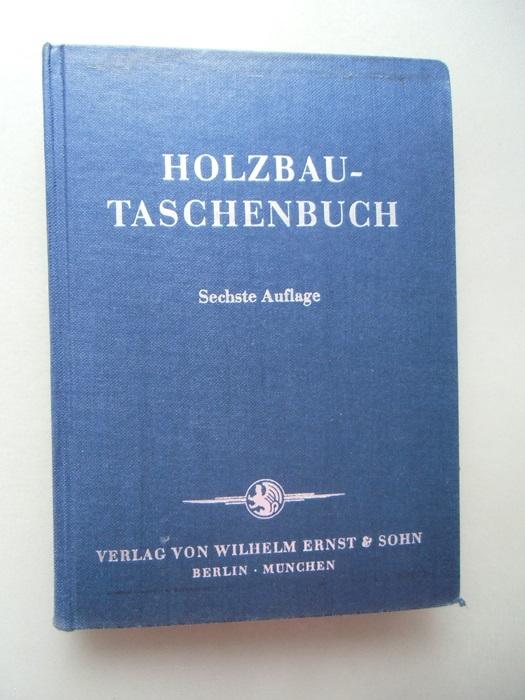 HOLZBAU-
TASCHENBUCH
Sechste Auflage
VERLAG VON WILHELM ERNST & SOHN
BERLIN · MÜNCHEN